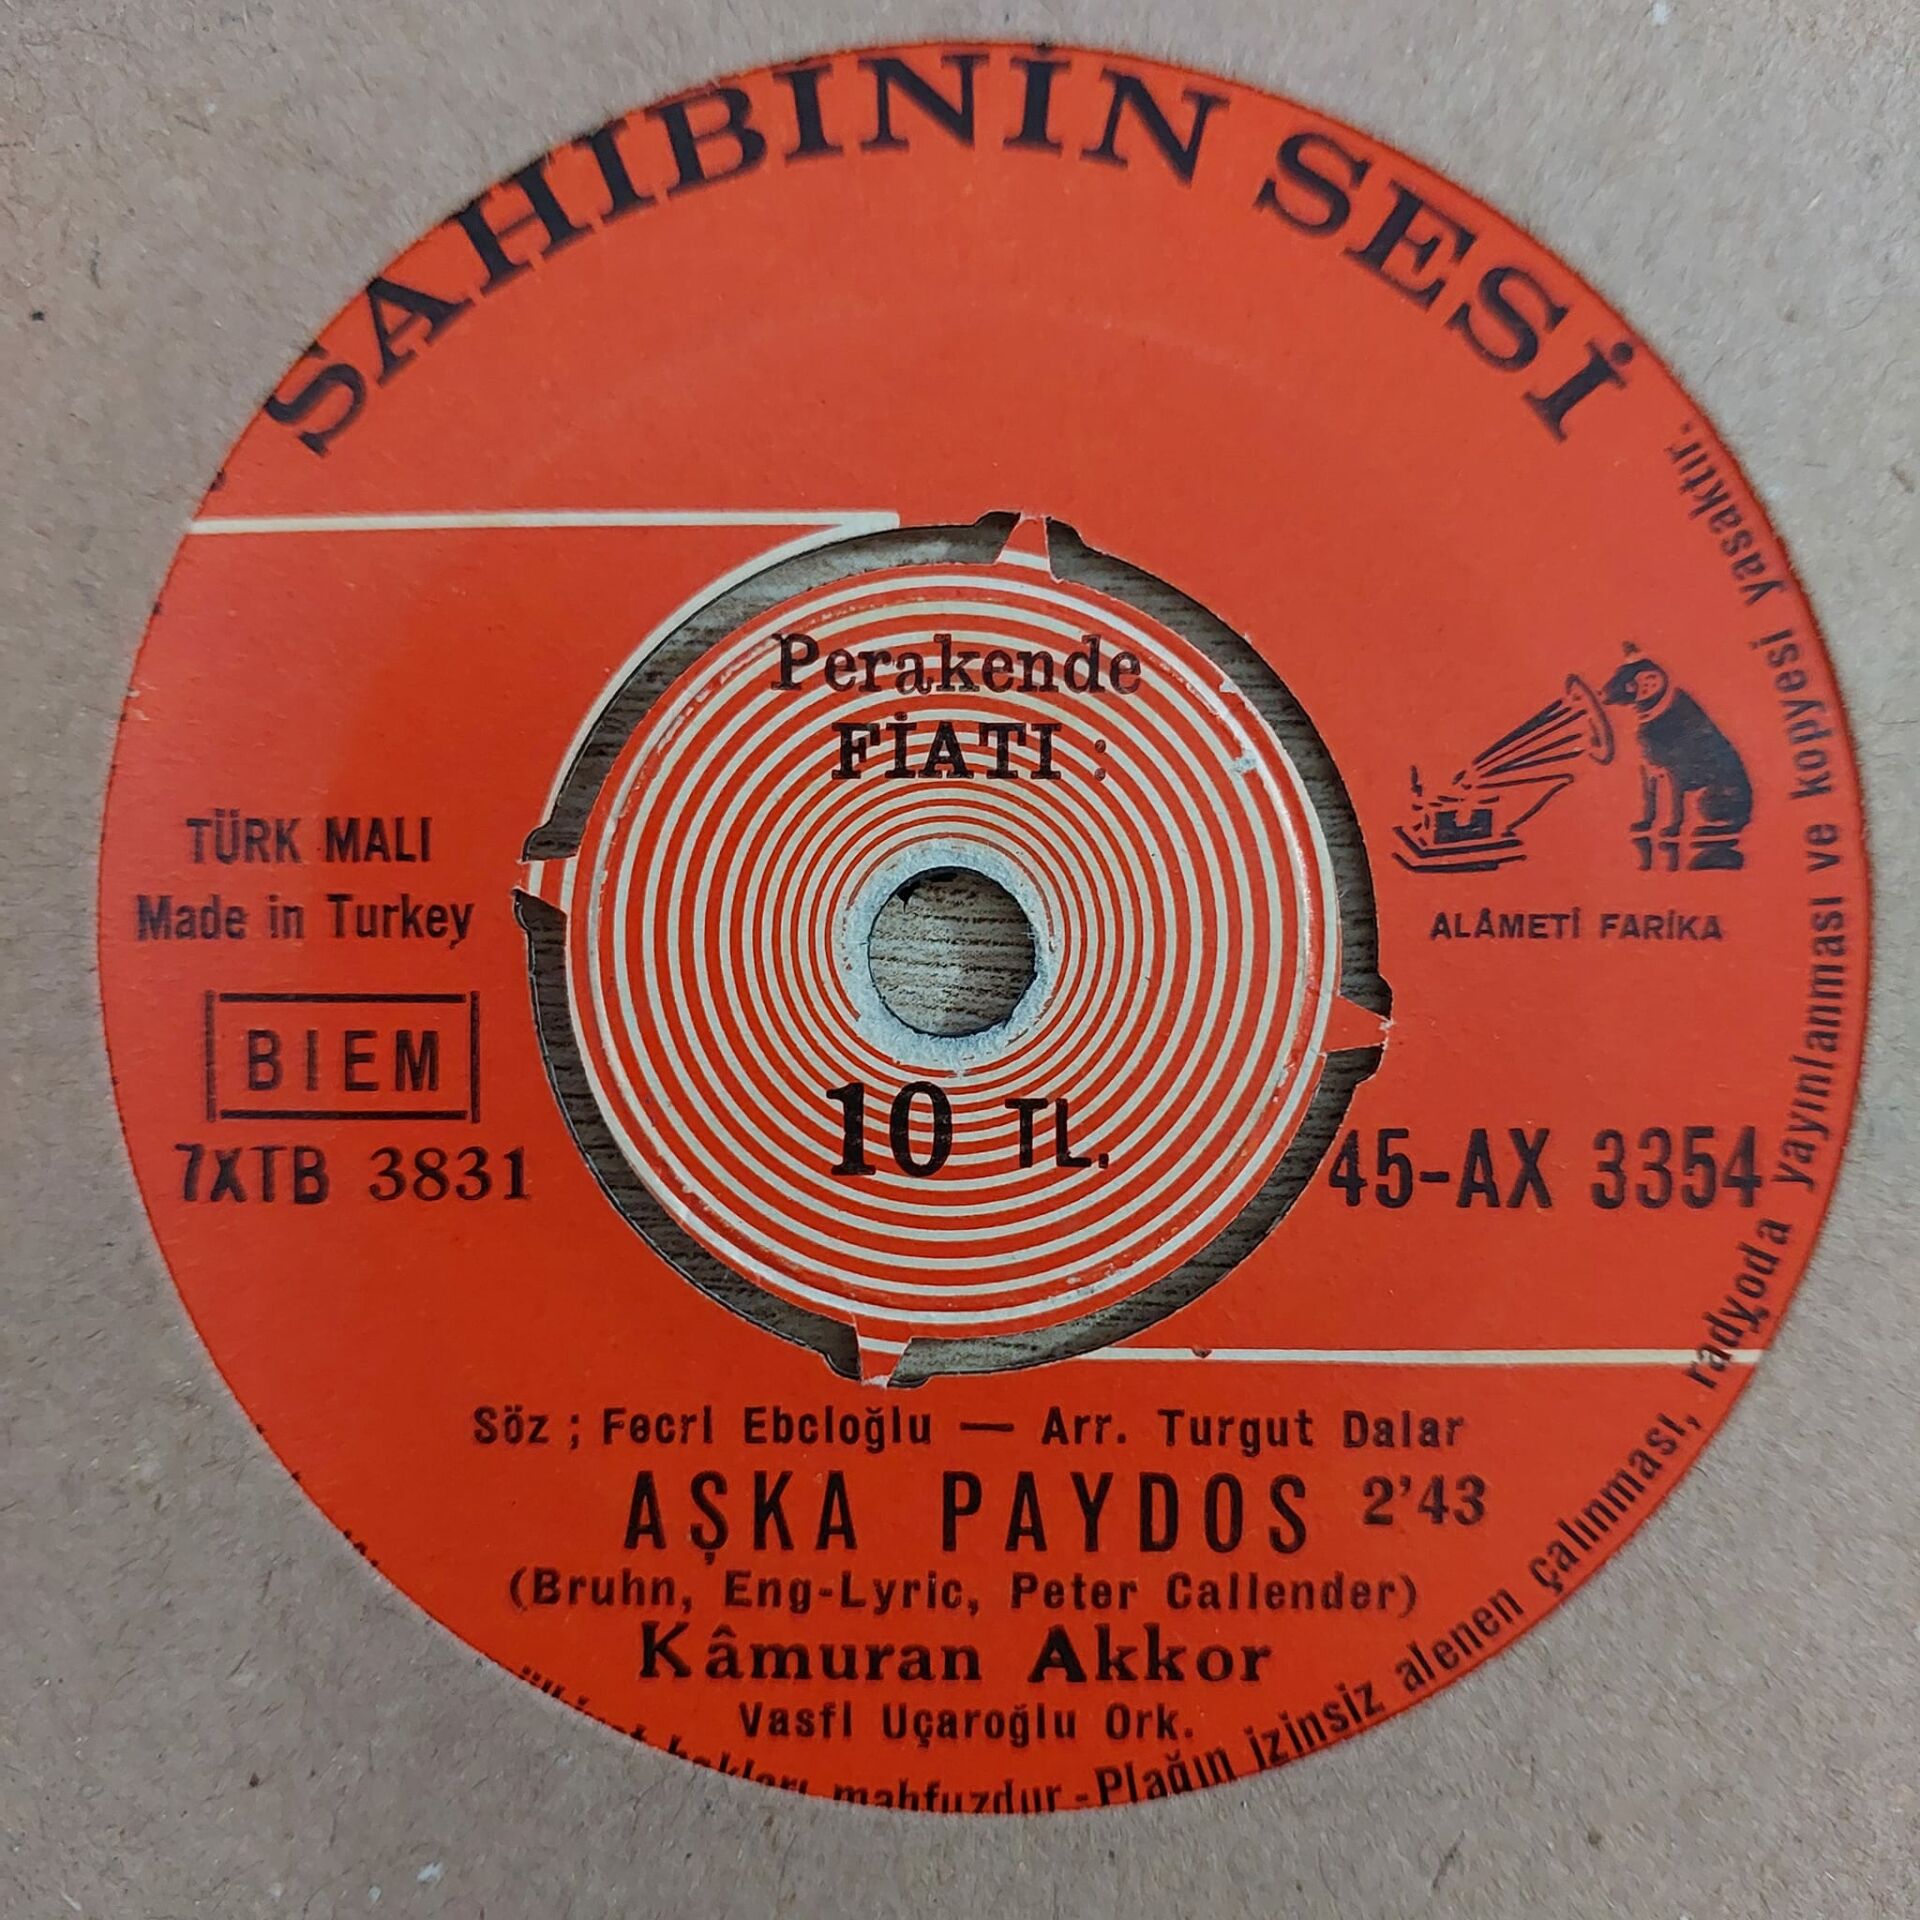 SAHİBİNİN SESİ
Perakende
FİATI :
10 TL.
TÜRK MALI
Made in Turkey
BIEM
7XTB 3831
ALÂMETİ FARİKA
45-AX 3354
Söz ; Fecri Ebcioğlu — Arr. Turgut Dalar
AŞKA PAYDOS 2'43
(Bruhn, Eng-Lyric, Peter Callender)
Kâmuran Akkor
Vasfi Uçaroğlu Ork.
hakları mahfuzdur - Plağın izinsiz alenen çalınması, radyoda yayınlanması ve kopyesi yasaktır.